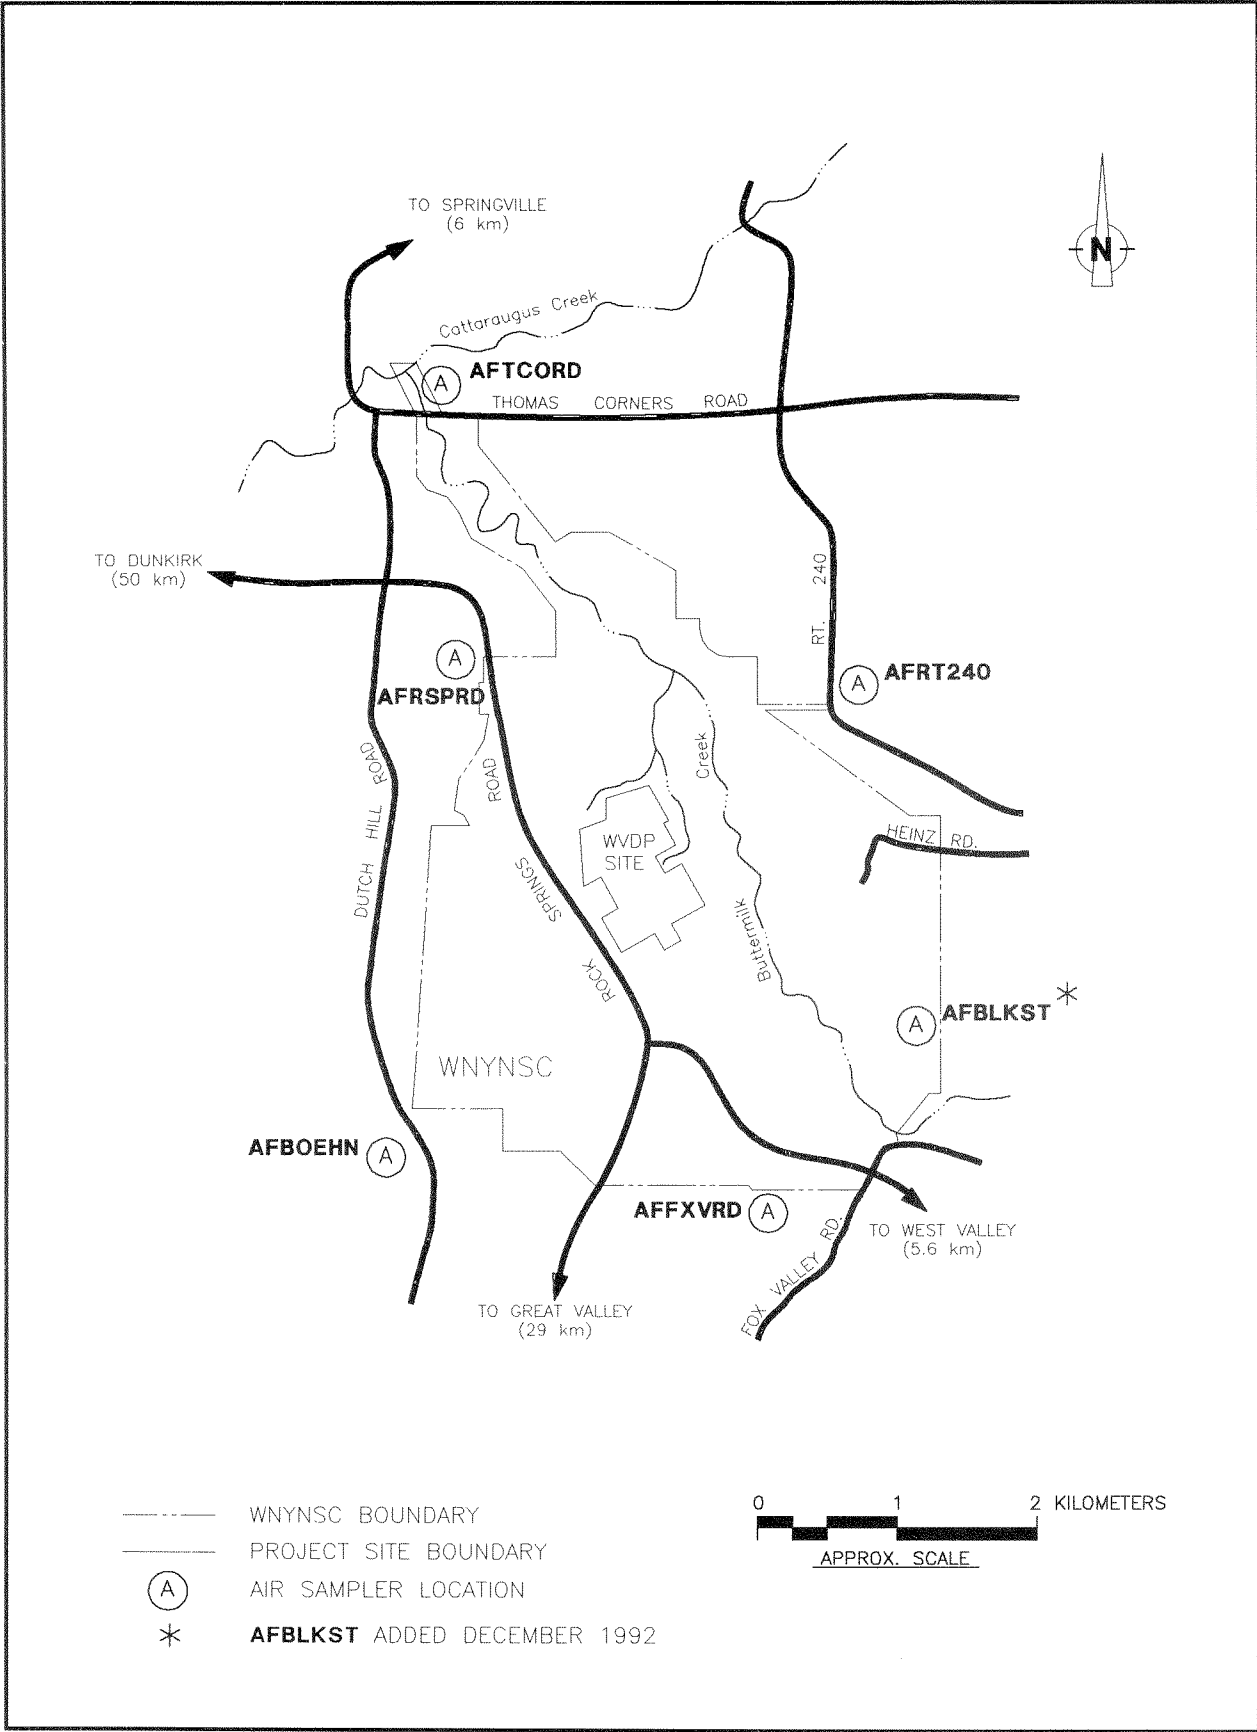 TO SPRINGVILLE
(6 km)
N
Cattaraugus Creek
A
AFTCORD
THOMAS CORNERS ROAD
TO DUNKIRK
(50 km)
RT. 240
A
AFRSPRD
A
AFRT240
DUTCH HILL ROAD
ROCK SPRINGS ROAD
Buttermilk Creek
WVDP
SITE
HEINZ RD.
A
AFBLKST *
WNYNSC
AFBOEHN
A
AFFXVRD
A
TO WEST VALLEY
(5.6 km)
FOX VALLEY RD.
TO GREAT VALLEY
(29 km)
0 1 2 KILOMETERS
APPROX. SCALE
WNYNSC BOUNDARY
PROJECT SITE BOUNDARY
A AIR SAMPLER LOCATION
* AFBLKST ADDED DECEMBER 1992